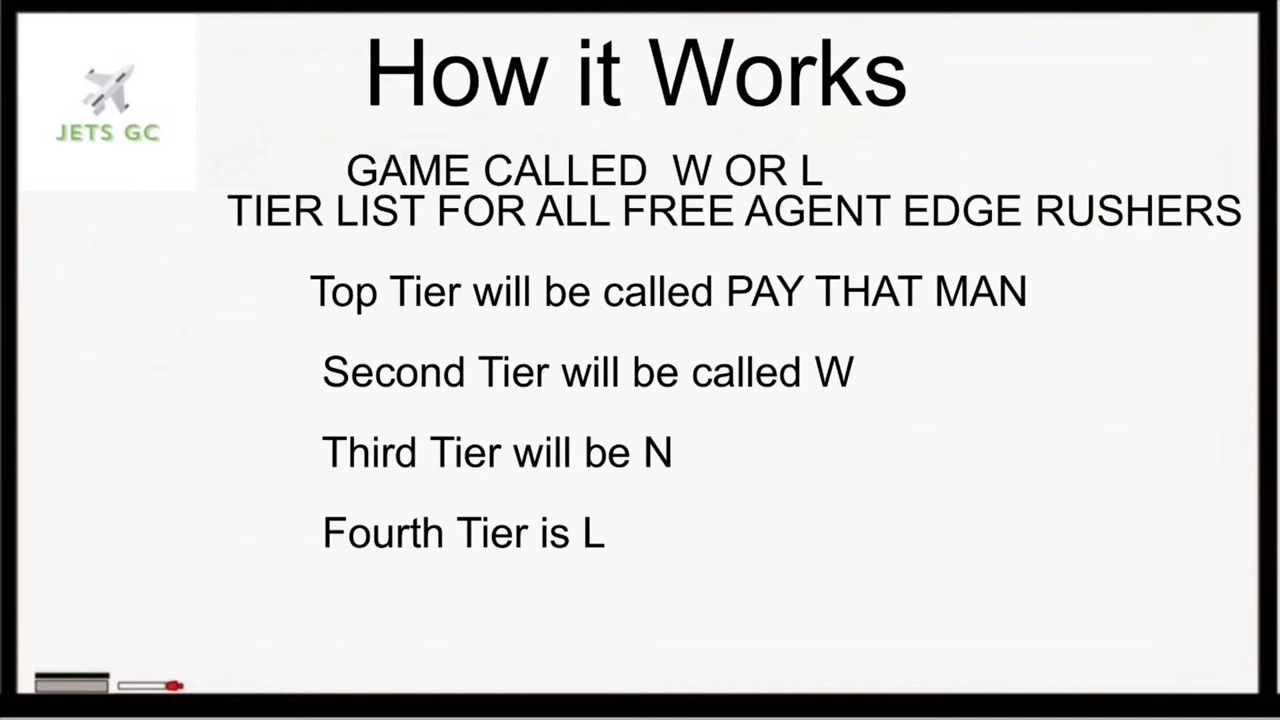 How it Works
JETS GC
GAME CALLED W OR L
TIER LIST FOR ALL FREE AGENT EDGE RUSHERS
Top Tier will be called PAY THAT MAN
Second Tier will be called W
Third Tier will be N
Fourth Tier is L